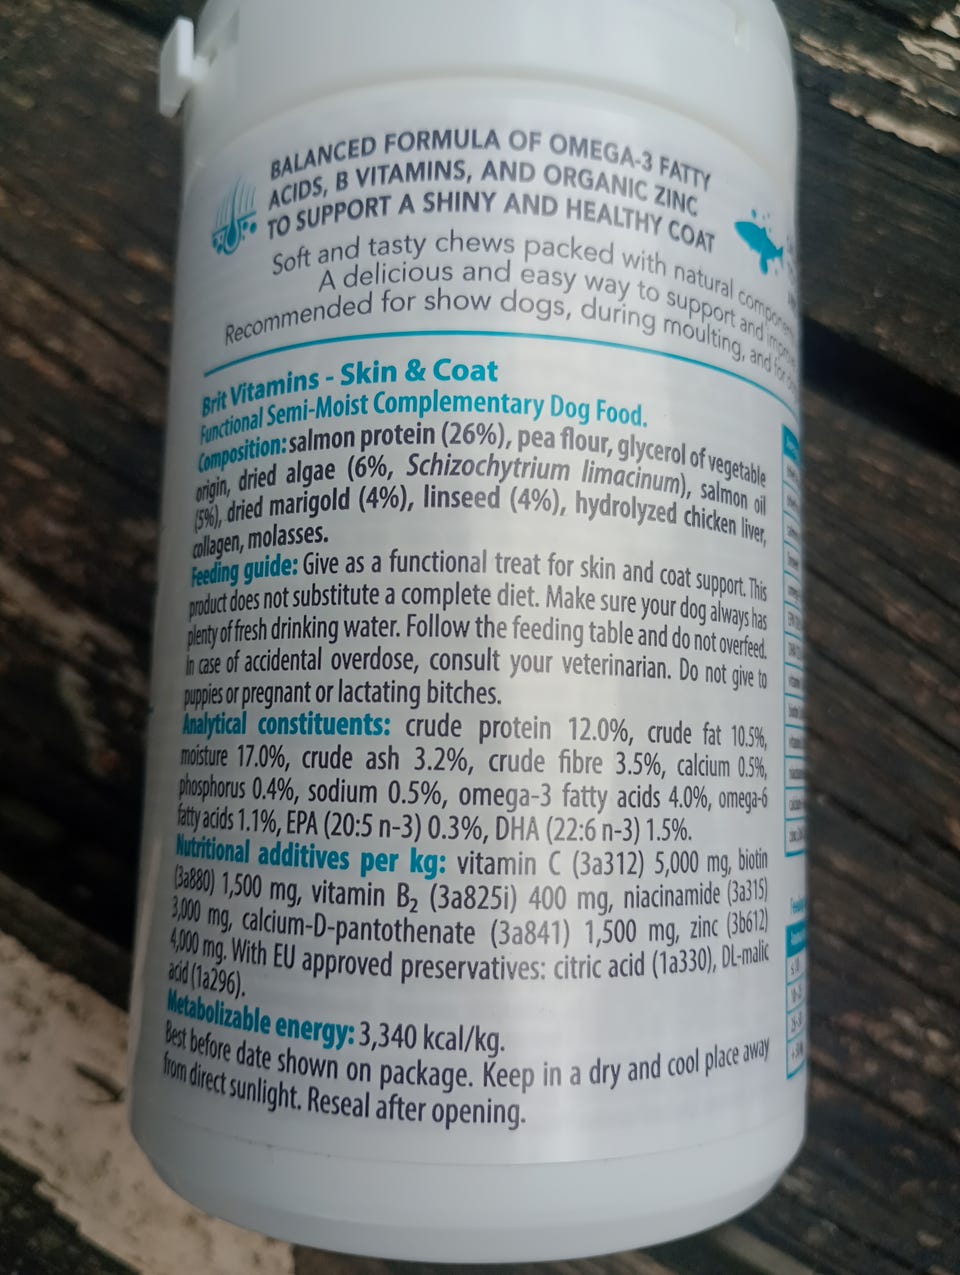 BALANCED FORMULA OF OMEGA-3 FATTY
ACIDS, B VITAMINS, AND ORGANIC ZINC
TO SUPPORT A SHINY AND HEALTHY COAT
Soft and tasty chews packed with natural
A delicious and easy way to support and
Recommended for show dogs, during moulting, and for
Brit Vitamins - Skin & Coat
Functional Semi-Moist Complementary Dog Food.
Composition: salmon protein (26%), pea flour, glycerol of vegetable
origin, dried algae (6%, Schizochytrium limacinum), salmon oil
(5%), dried marigold (4%), linseed (4%), hydrolyzed chicken liver,
collagen, molasses.
Feeding guide: Give as a functional treat for skin and coat support. This
product does not substitute a complete diet. Make sure your dog always has
plenty of fresh drinking water. Follow the feeding table and do not overfeed.
In case of accidental overdose, consult your veterinarian. Do not give to
puppies or pregnant or lactating bitches.
Analytical constituents: crude protein 12.0%, crude fat 10.5%,
moisture 17.0%, crude ash 3.2%, crude fibre 3.5%, calcium 0.5%,
phosphorus 0.4%, sodium 0.5%, omega-3 fatty acids 4.0%, omega-6
fatty acids 1.1%, EPA (20:5 n-3) 0.3%, DHA (22:6 n-3) 1.5%.
Nutritional additives per kg: vitamin C (3a312) 5,000 mg, biotin
(3a880) 1,500 mg, vitamin B₂ (3a825i) 400 mg, niacinamide (3a315)
3,000 mg, calcium-D-pantothenate (3a841) 1,500 mg, zinc (3b612)
4,000 mg. With EU approved preservatives: citric acid (1a330), DL-malic
acid (1a296).
Metabolizable energy: 3,340 kcal/kg.
Best before date shown on package. Keep in a dry and cool place away
from direct sunlight. Reseal after opening.